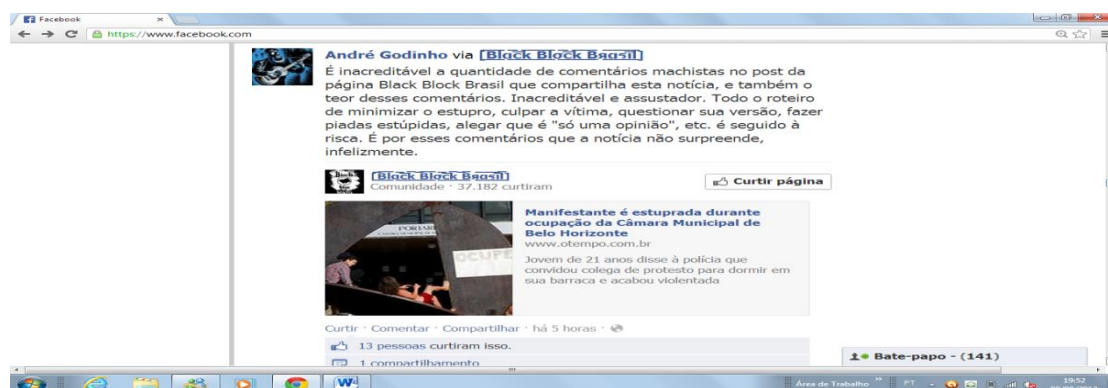 Facebook
https://www.facebook.com
André Godinho via [Black Block Brasil]
É inacreditável a quantidade de comentários machistas no post da
página Black Block Brasil que compartilha esta notícia, e também o
teor desses comentários. Inacreditável e assustador. Todo o roteiro
de minimizar o estupro, culpar a vítima, questionar sua versão, fazer
piadas estúpidas, alegar que é "só uma opinião", etc. é seguido à
risca. É por esses comentários que a notícia não surpreende,
infelizmente.
[Black Block Brasil]
Comunidade · 37.182 curtiram
Curtir página
Manifestante é estuprada durante
ocupação da Câmara Municipal de
Belo Horizonte
www.otempo.com.br
Jovem de 21 anos disse à polícia que
convidou colega de protesto para dormir em
sua barraca e acabou violentada
OCUPE
Curtir · Comentar · Compartilhar · há 5 horas ·
13 pessoas curtiram isso.
1 compartilhamento
Bate-papo - (141)
Área de Trabalho
PT
19:52